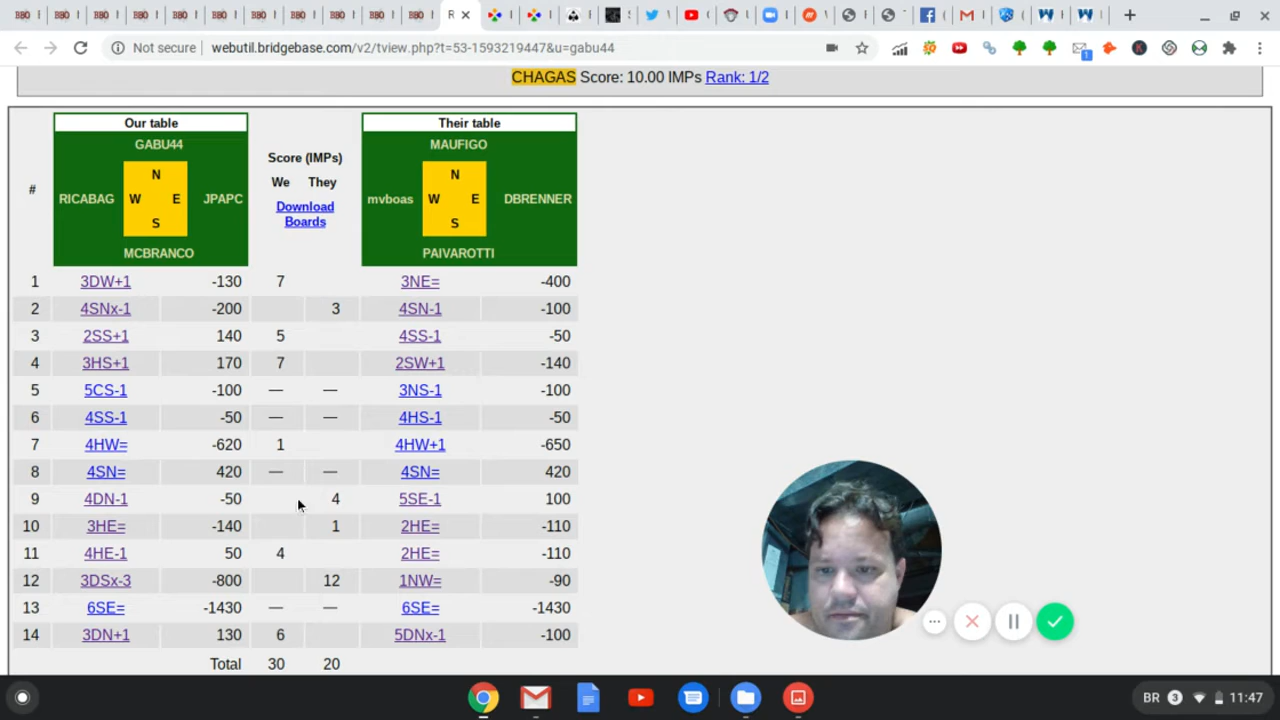 Not secure
webutil.bridgebase.com/v2/tview.php?t=53-1593219447&u=gabu44
CHAGAS Score: 10.00 IMPs Rank: 1/2
# Our table Score (IMPs) Their table
GABU44 We They MAUFIGO
RICABAG N W E S JPAPC Download Boards mvboas N W E S DBRENNER
MCBRANCO PAIVAROTTI
1 3DW+1 -130 7 3NE= -400
2 4SNx-1 -200 3 4SN-1 -100
3 2SS+1 140 5 4SS-1 -50
4 3HS+1 170 7 2SW+1 -140
5 5CS-1 -100 — — 3NS-1 -100
6 4SS-1 -50 — — 4HS-1 -50
7 4HW= -620 1 4HW+1 -650
8 4SN= 420 — — 4SN= 420
9 4DN-1 -50 4 5SE-1 100
10 3HE= -140 1 2HE= -110
11 4HE-1 50 4 2HE= -110
12 3DSx-3 -800 12 1NW= -90
13 6SE= -1430 — — 6SE= -1430
14 3DN+1 130 6 5DNx-1 -100
Total 30 20
BR 3 11:47